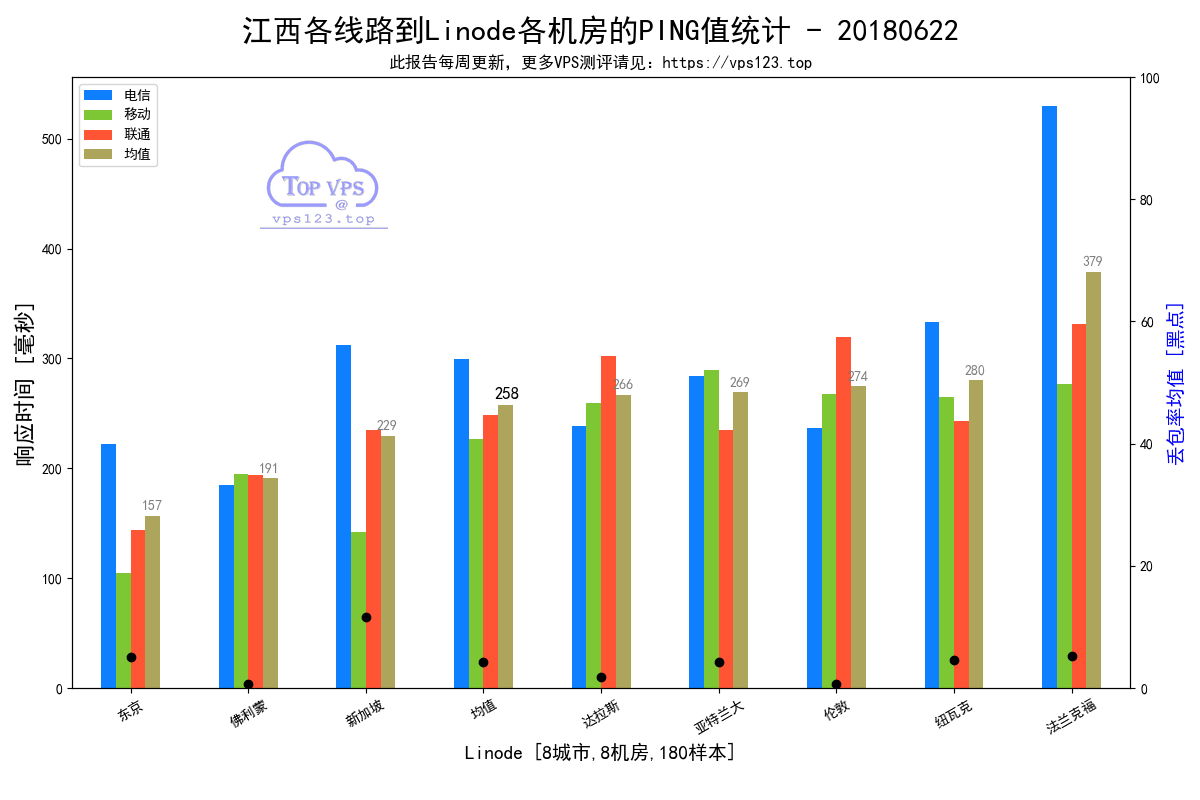 江西各线路到Linode各机房的PING值统计 - 20180622
此报告每周更新，更多VPS测评请见：https://vps123.top
电信
移动
联通
均值
TOP VPS
@
vps123.top
响应时间 [毫秒]
500
400
300
200
100
0
157
191
229
258
266
269
274
280
379
100
80
60
40
20
0
丢包率均值 [黑点]
东京
佛利蒙
新加坡
均值
达拉斯
亚特兰大
伦敦
纽瓦克
法兰克福
Linode [8城市,8机房,180样本]